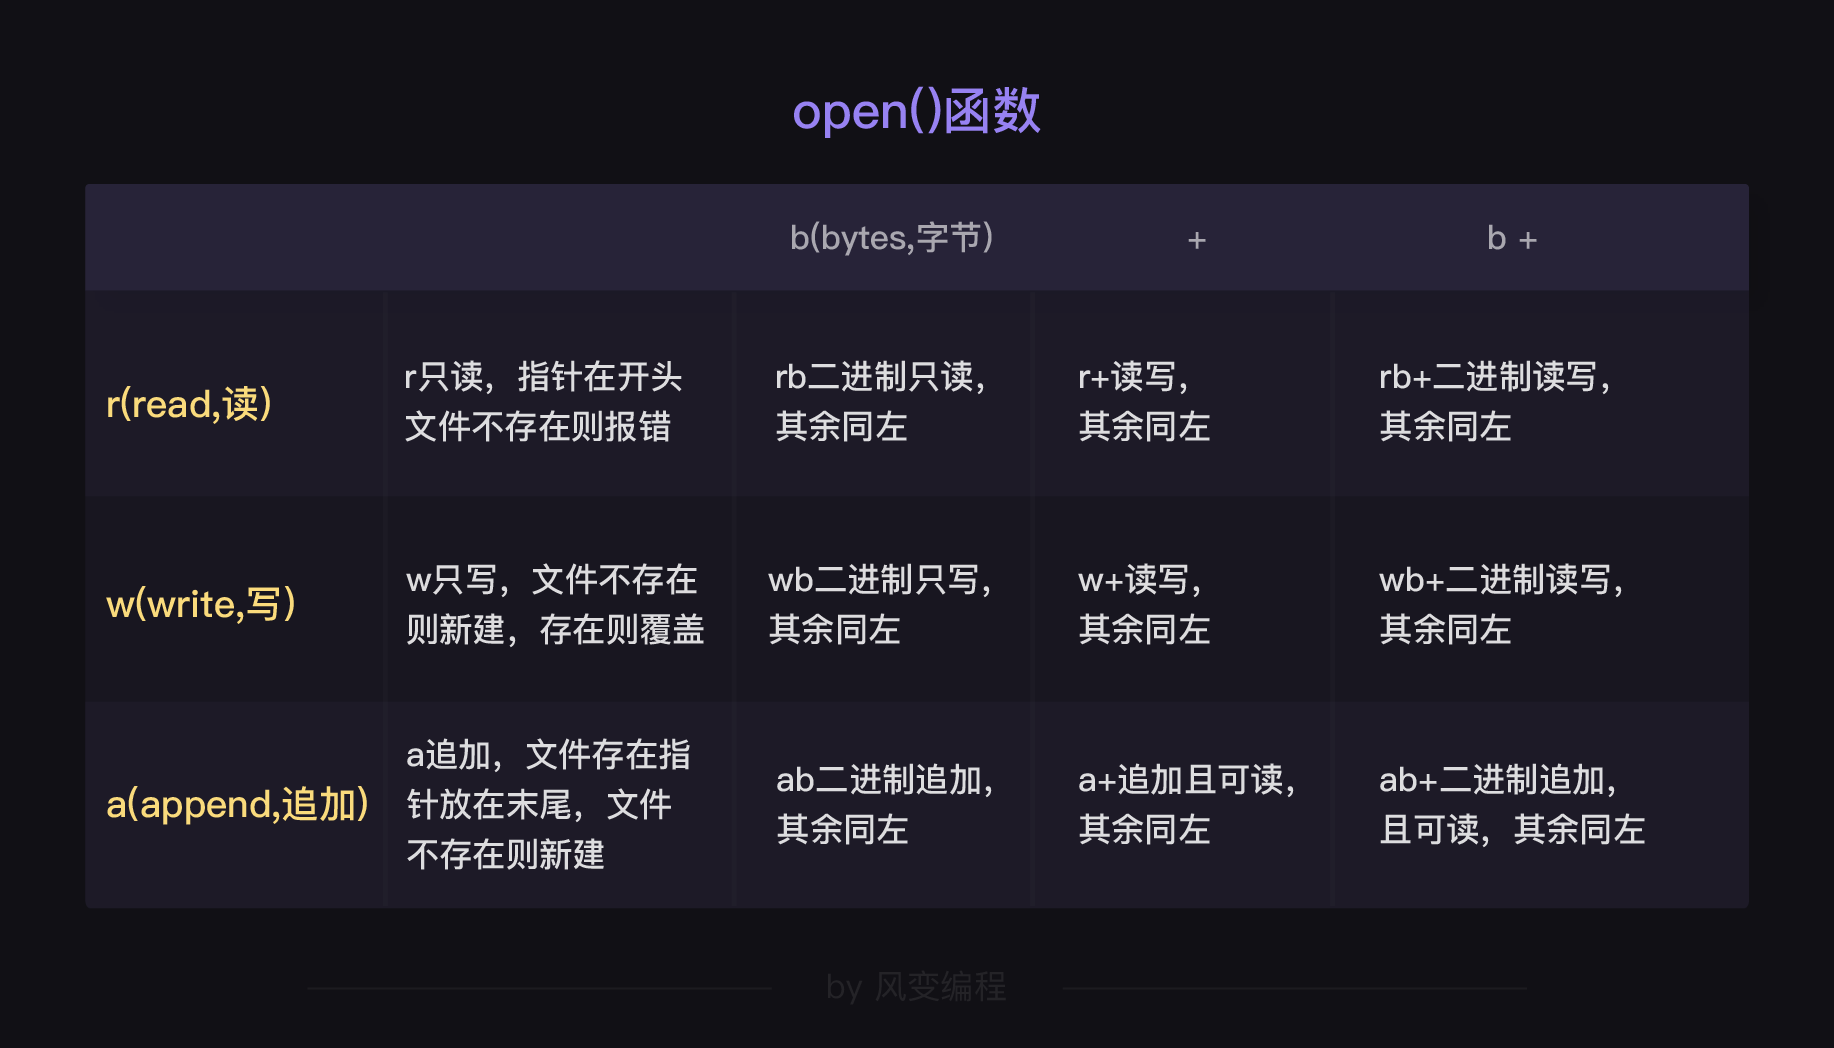 open()函数
b(bytes,字节)
+
b +
r(read,读)
r只读，指针在开头
文件不存在则报错
rb二进制只读，
其余同左
r+读写，
其余同左
rb+二进制读写，
其余同左
w(write,写)
w只写，文件不存在
则新建，存在则覆盖
wb二进制只写，
其余同左
w+读写，
其余同左
wb+二进制读写，
其余同左
a(append,追加)
a追加，文件存在指
针放在末尾，文件
不存在则新建
ab二进制追加，
其余同左
a+追加且可读，
其余同左
ab+二进制追加，
且可读，其余同左
by 风变编程